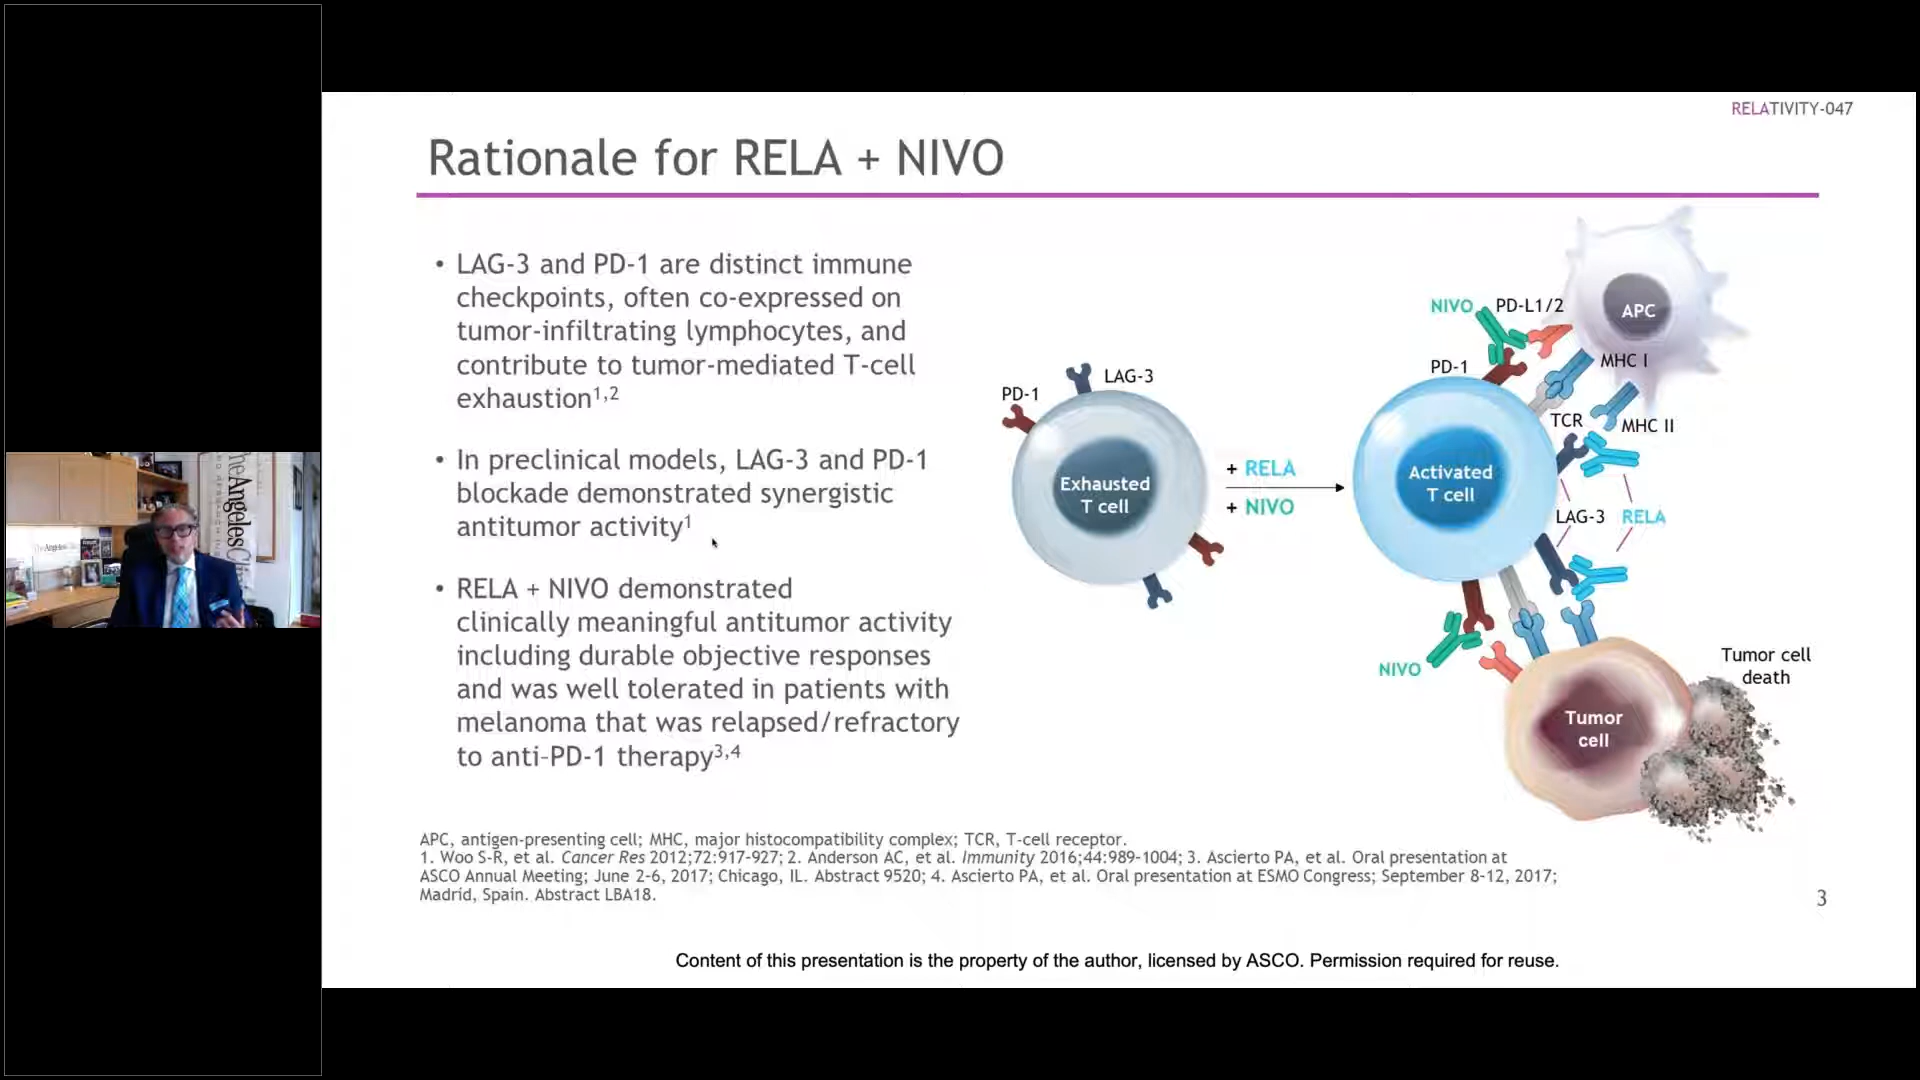 RELATIVITY-047
Rationale for RELA + NIVO
• LAG-3 and PD-1 are distinct immune
checkpoints, often co-expressed on
tumor-infiltrating lymphocytes, and
contribute to tumor-mediated T-cell
exhaustion1,2
• In preclinical models, LAG-3 and PD-1
blockade demonstrated synergistic
antitumor activity1
• RELA + NIVO demonstrated
clinically meaningful antitumor activity
including durable objective responses
and was well tolerated in patients with
melanoma that was relapsed/refractory
to anti-PD-1 therapy3,4
PD-1
LAG-3
Exhausted
T cell
+ RELA
+ NIVO
NIVO
PD-L1/2
APC
PD-1
MHC I
TCR
MHC II
Activated
T cell
LAG-3
RELA
NIVO
Tumor
cell
Tumor cell
death
APC, antigen-presenting cell; MHC, major histocompatibility complex; TCR, T-cell receptor.
1. Woo S-R, et al. Cancer Res 2012;72:917-927; 2. Anderson AC, et al. Immunity 2016;44:989-1004; 3. Ascierto PA, et al. Oral presentation at
ASCO Annual Meeting; June 2-6, 2017; Chicago, IL. Abstract 9520; 4. Ascierto PA, et al. Oral presentation at ESMO Congress; September 8-12, 2017;
Madrid, Spain. Abstract LBA18.
3
Content of this presentation is the property of the author, licensed by ASCO. Permission required for reuse.